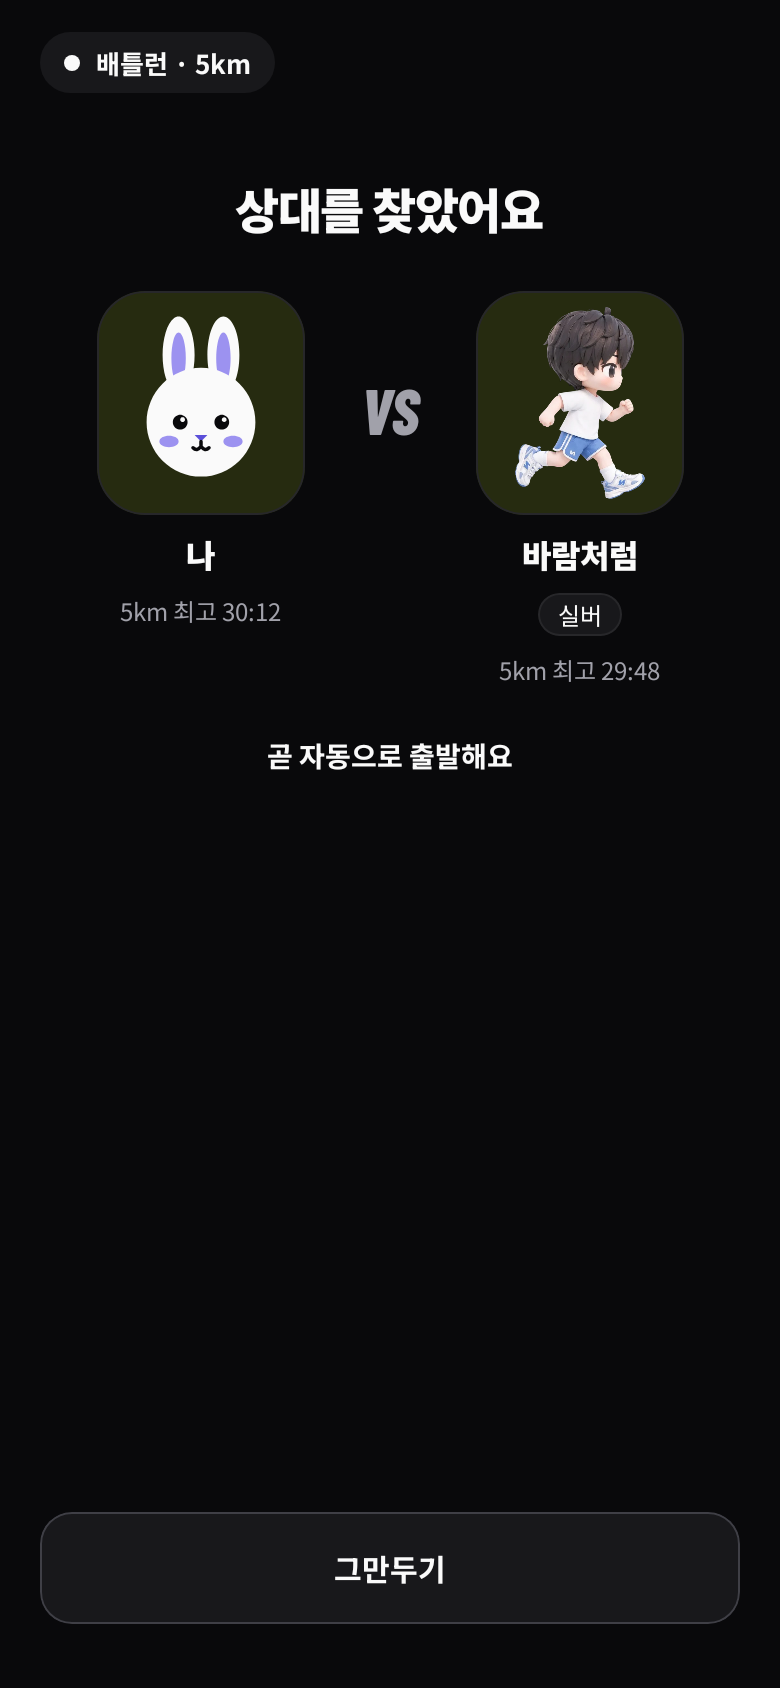 배틀런 · 5km
상대를 찾았어요
VS
나
바람처럼
실버
5km 최고 30:12
5km 최고 29:48
곧 자동으로 출발해요
그만두기